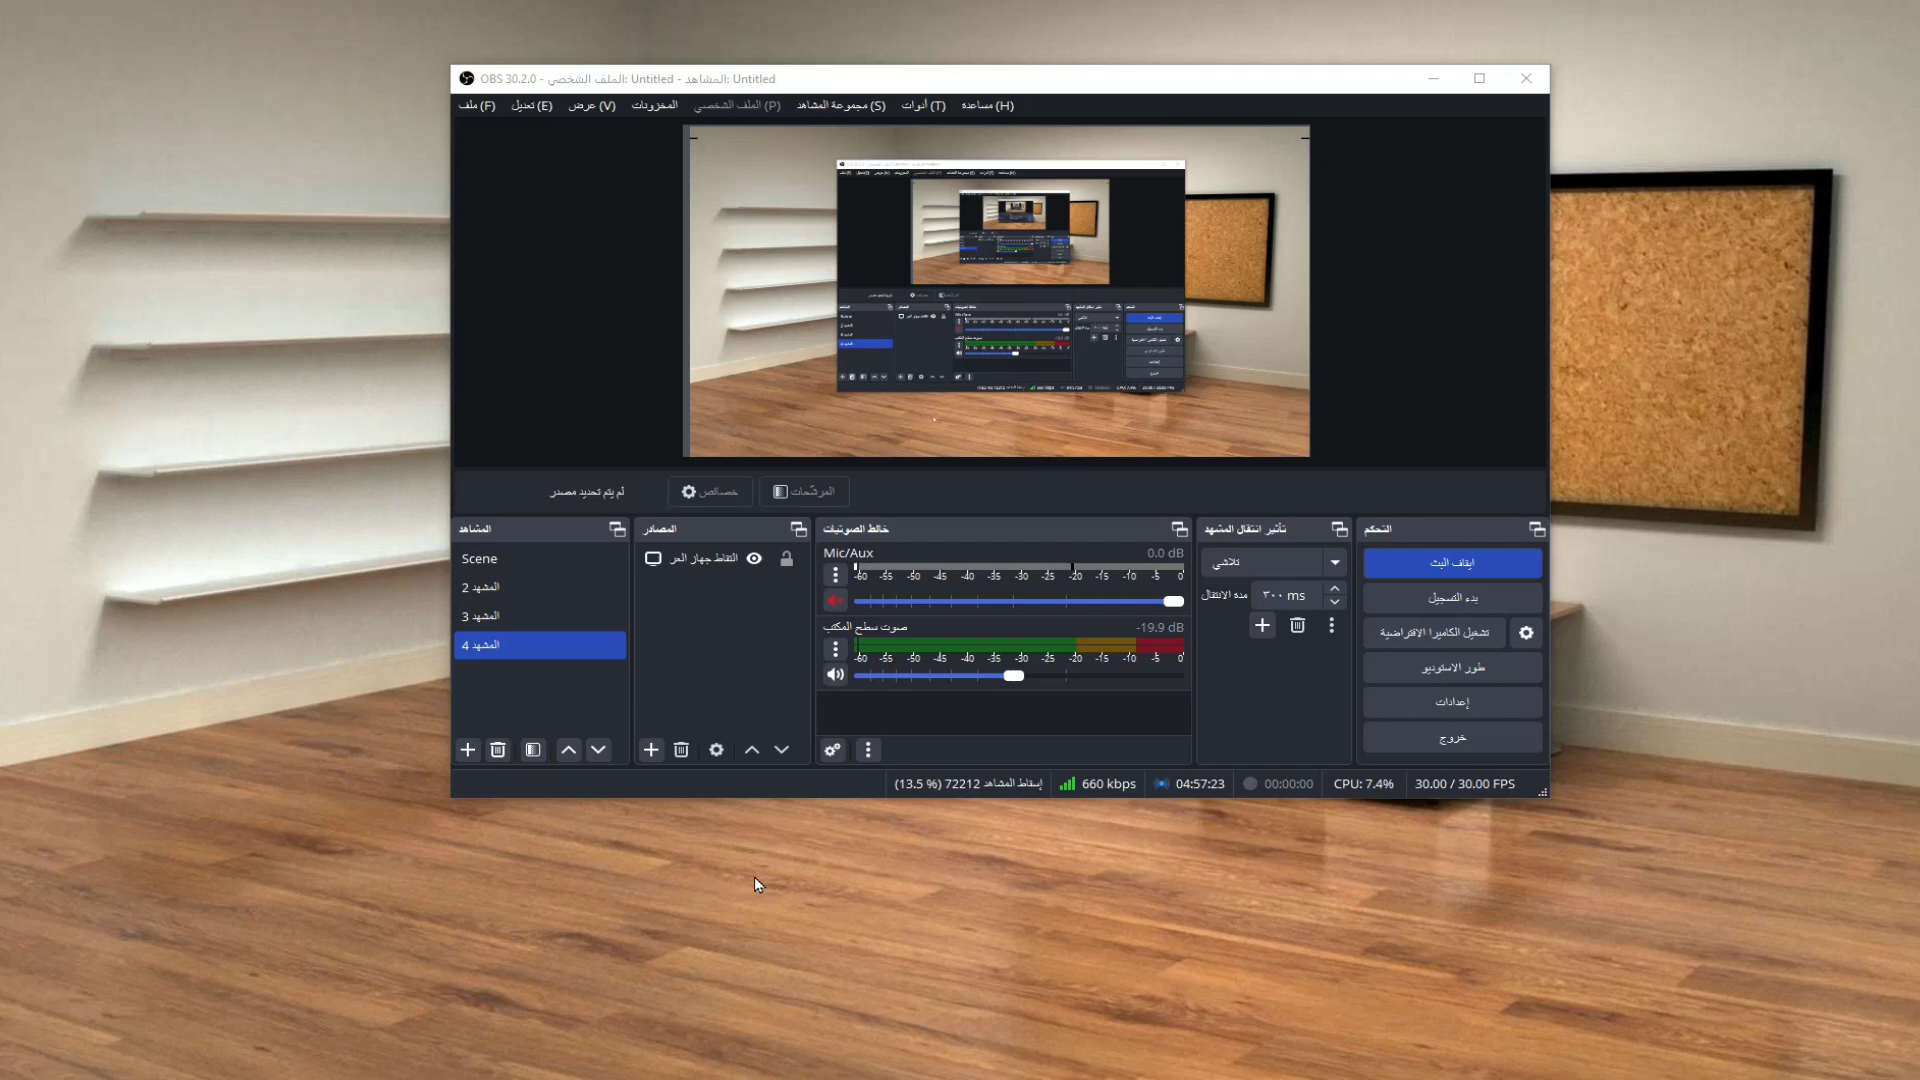 OBS 30.2.0 - الملف الشخصي: Untitled - المشاهد: Untitled
ملف (F) تعديل (E) عرض (V) المخزونات الملف الشخصي (P) مجموعة المشاهد (S) أدوات (T) مساعدة (H)
لم يتم تحديد مصدر
خصائص
المرشّحات
المشاهد
Scene
المشهد 2
المشهد 3
المشهد 4
المصادر
التقاط جهاز العر
خالط الصوتيات
Mic/Aux 0.0 dB
-60 -55 -50 -45 -40 -35 -30 -25 -20 -15 -10 -5 0
صوت سطح المكتب -19.9 dB
-60 -55 -50 -45 -40 -35 -30 -25 -20 -15 -10 -5 0
تأثير انتقال المشهد
تلاشي
مدة الانتقال ٣٠٠ ms
التحكم
ايقاف البث
بدء التسجيل
تشغيل الكاميرا الافتراضية
طور الاستوديو
إعدادات
خروج
إسقاط المشاهد 72212 (13.5 %) 660 kbps 04:57:23 00:00:00 CPU: 7.4% 30.00 / 30.00 FPS